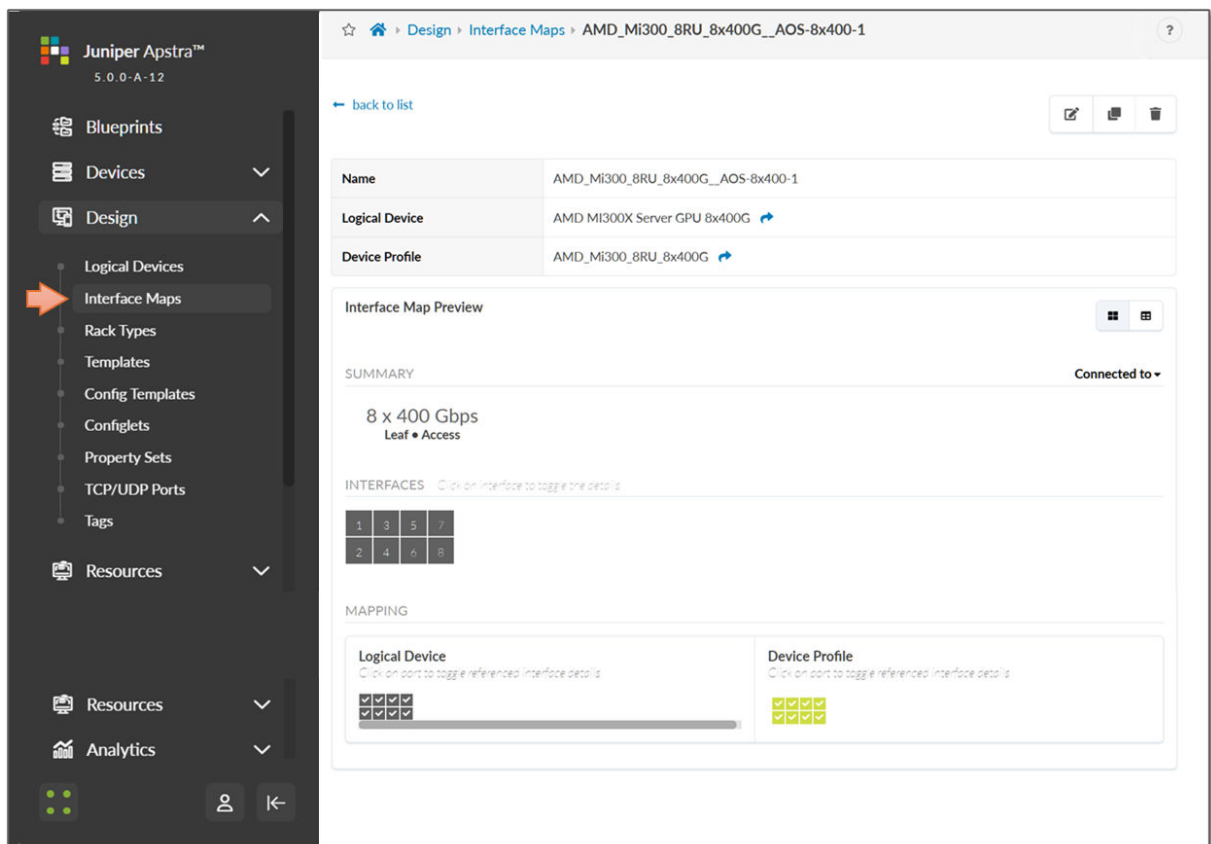 Juniper Apstra™
5.0.0-A-12
Blueprints
Devices
Design
Logical Devices
Interface Maps
Rack Types
Templates
Config Templates
Configlets
Property Sets
TCP/UDP Ports
Tags
Resources
Resources
Analytics
Design Interface Maps AMD_Mi300_8RU_8x400G__AOS-8x400-1
?
back to list
Name AMD_Mi300_8RU_8x400G__AOS-8x400-1
Logical Device AMD MI300X Server GPU 8x400G
Device Profile AMD_Mi300_8RU_8x400G
Interface Map Preview
SUMMARY Connected to
8 x 400 Gbps
Leaf • Access
INTERFACES Click on interface to toggle the details
1 3 5 7
2 4 6 8
MAPPING
Logical Device
Click on port to toggle referenced interface details
Device Profile
Click on port to toggle referenced interface details